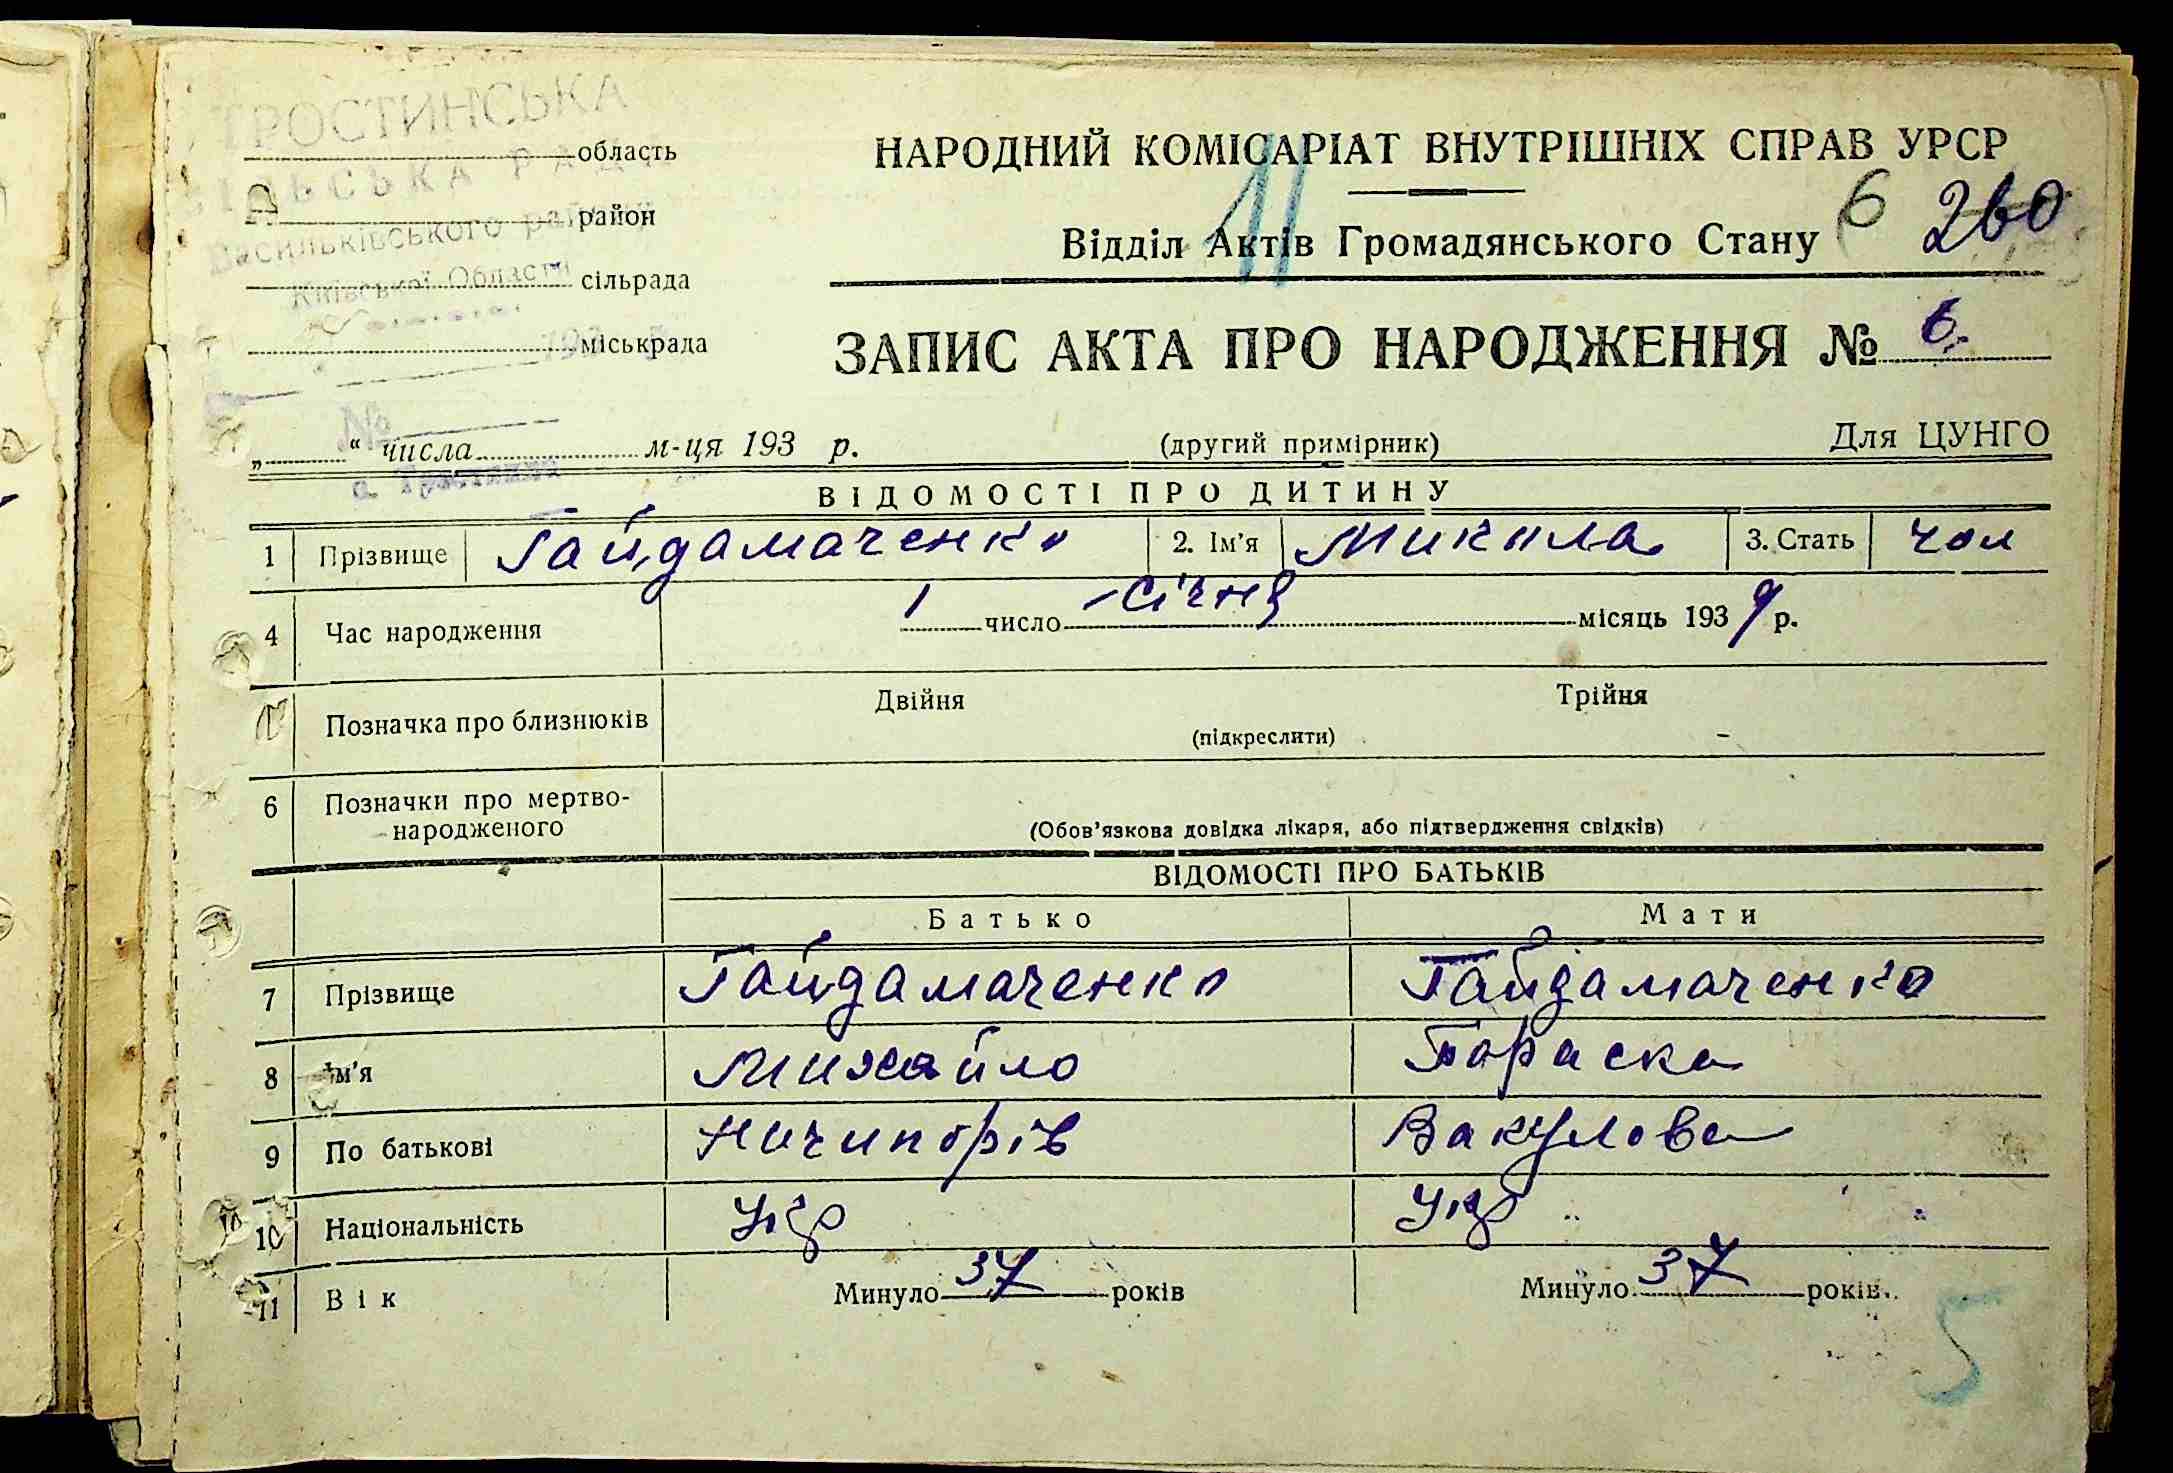 ТРОСТИНСЬКА
область
СІЛЬСЬКА РАДА
район
Васильківського району
Київської Області
сільрада
193
міськрада
№
НАРОДНИЙ КОМІСАРІАТ ВНУТРІШНІХ СПРАВ УРСР
11
Відділ Актів Громадянського Стану
6 260
ЗАПИС АКТА ПРО НАРОДЖЕННЯ № 6
„ “ числа м-ця 193 р.
(другий примірник)
Для ЦУНГО
ВІДОМОСТІ ПРО ДИТИНУ
1 Прізвище Гайдамаченко 2. Ім'я Микола 3. Стать чол
4 Час народження 1 число Січня місяць 1939 р.
Позначка про близнюків Двійня Трійня
(підкреслити)
6 Позначки про мертво-
народженого
(Обов'язкова довідка лікаря, або підтвердження свідків)
ВІДОМОСТІ ПРО БАТЬКІВ
Батько Мати
7 Прізвище Гайдамаченко Гайдамаченко
8 Ім'я Михайло Параска
9 По батькові Ничипорів Вакулова
10 Національність Укр Укр
11 Вік Минуло 37 років Минуло 37 років.
5